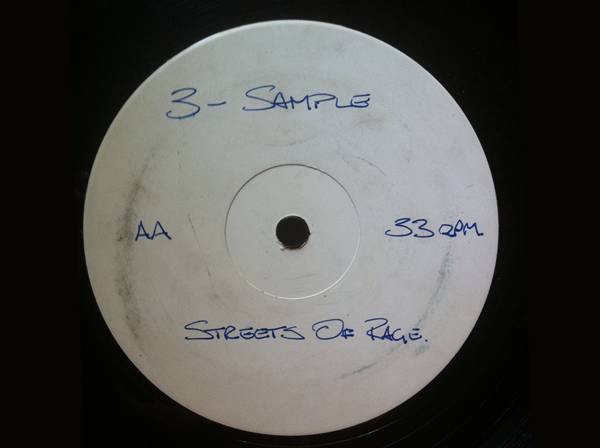 3 - SAMPLE
AA
33 RPM
STREETS OF RAGE.